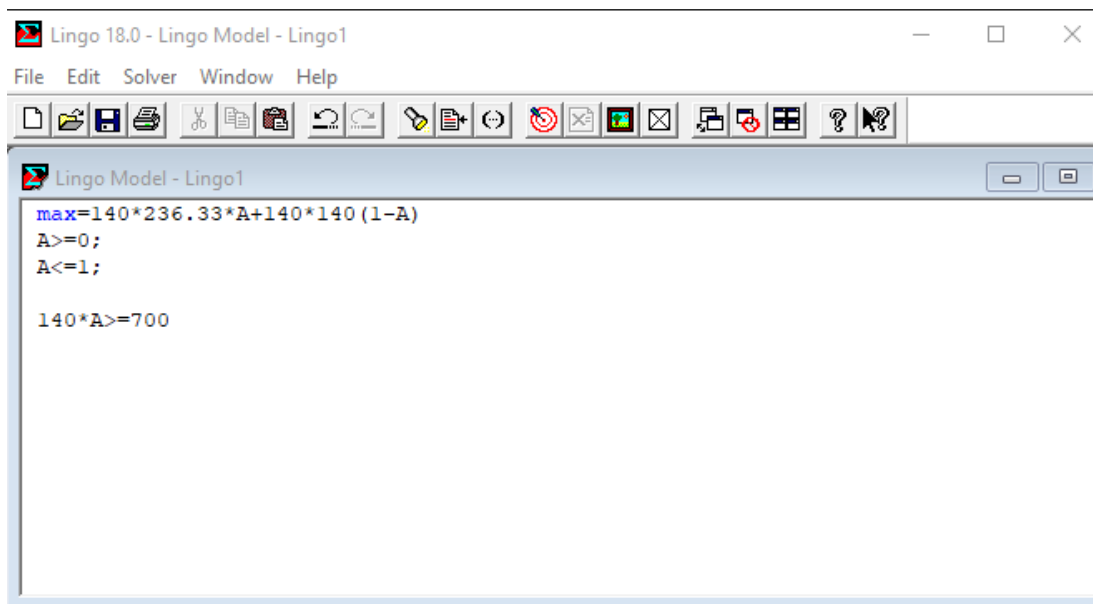 Lingo 18.0 - Lingo Model - Lingo1
File Edit Solver Window Help
Lingo Model - Lingo1
max=140*236.33*A+140*140(1-A)
A>=0;
A<=1;
140*A>=700